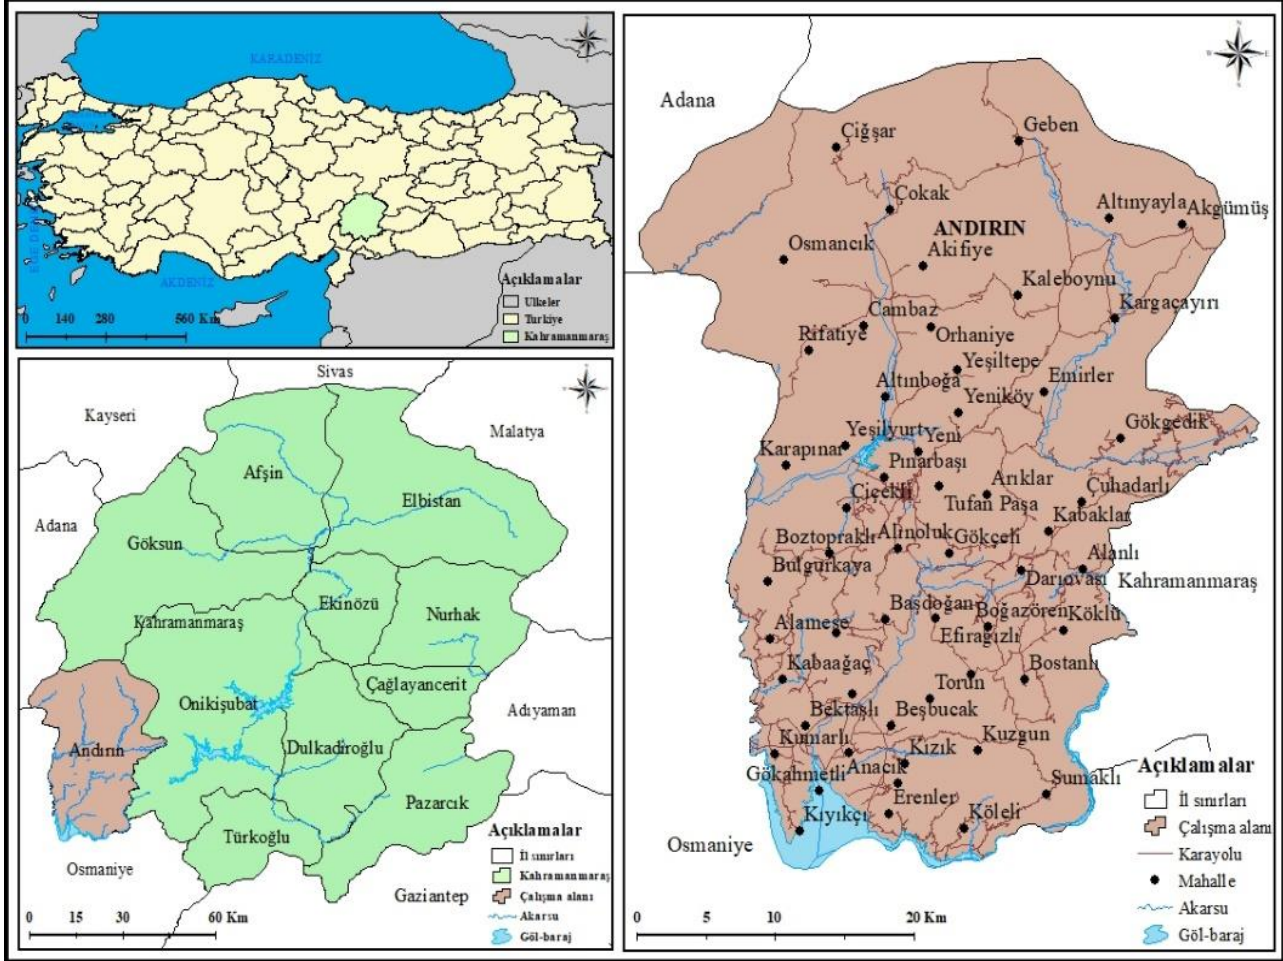 KARADENİZ
EGE DENİ
AKDENİZ
Açıklamalar
Ülkeler
Turkiye
Kahramanmaraş
0 140 280 560 Km
Sivas
Kayseri
Malatya
Afşin
Elbistan
Adana
Göksun
Ekinözü
Nurhak
Kahramanmaraş
Çağlayancerit
Onikişubat
Adıyaman
Andırın
Dulkadiroğlu
Pazarcık
Türkoğlu
Osmaniye
Gaziantep
Açıklamalar
İl sınırları
Kahramanmaraş
Çalışma alanı
Akarsu
Göl-baraj
0 15 30 60 Km
N
W E
Adana
Çiğşar
Geben
Çokak
Altınyayla
Akgümüş
ANDIRIN
Osmancık
Akifiye
Kaleboynu
Kargaçayırı
Cambaz
Rifatiye
Orhaniye
Yeşiltepe
Altınboğa
Emirler
Yeniköy
Gökgedik
Yeşilyurt
Yeni
Karapınar
Pınarbaşı
Arıklar
Çiçekli
Tufan Paşa
Çuhadarlı
Kabaklar
Boztopraklı
Alınoluk
Gökçeli
Alanlı
Bulgurkaya
Darıovası
Kahramanmaraş
Başdoğan
Boğazören
Köklü
Alameşe
Efirağızlı
Kabaağaç
Bostanlı
Torun
Bektaşlı
Beşbucak
Kumarlı
Kızık
Kuzgun
Gökahmetli
Anacık
Sumaklı
Erenler
Kıyıkçı
Köleli
Osmaniye
Açıklamalar
İl sınırları
Çalışma alanı
Karayolu
Mahalle
Akarsu
Göl-baraj
0 5 10 20 Km